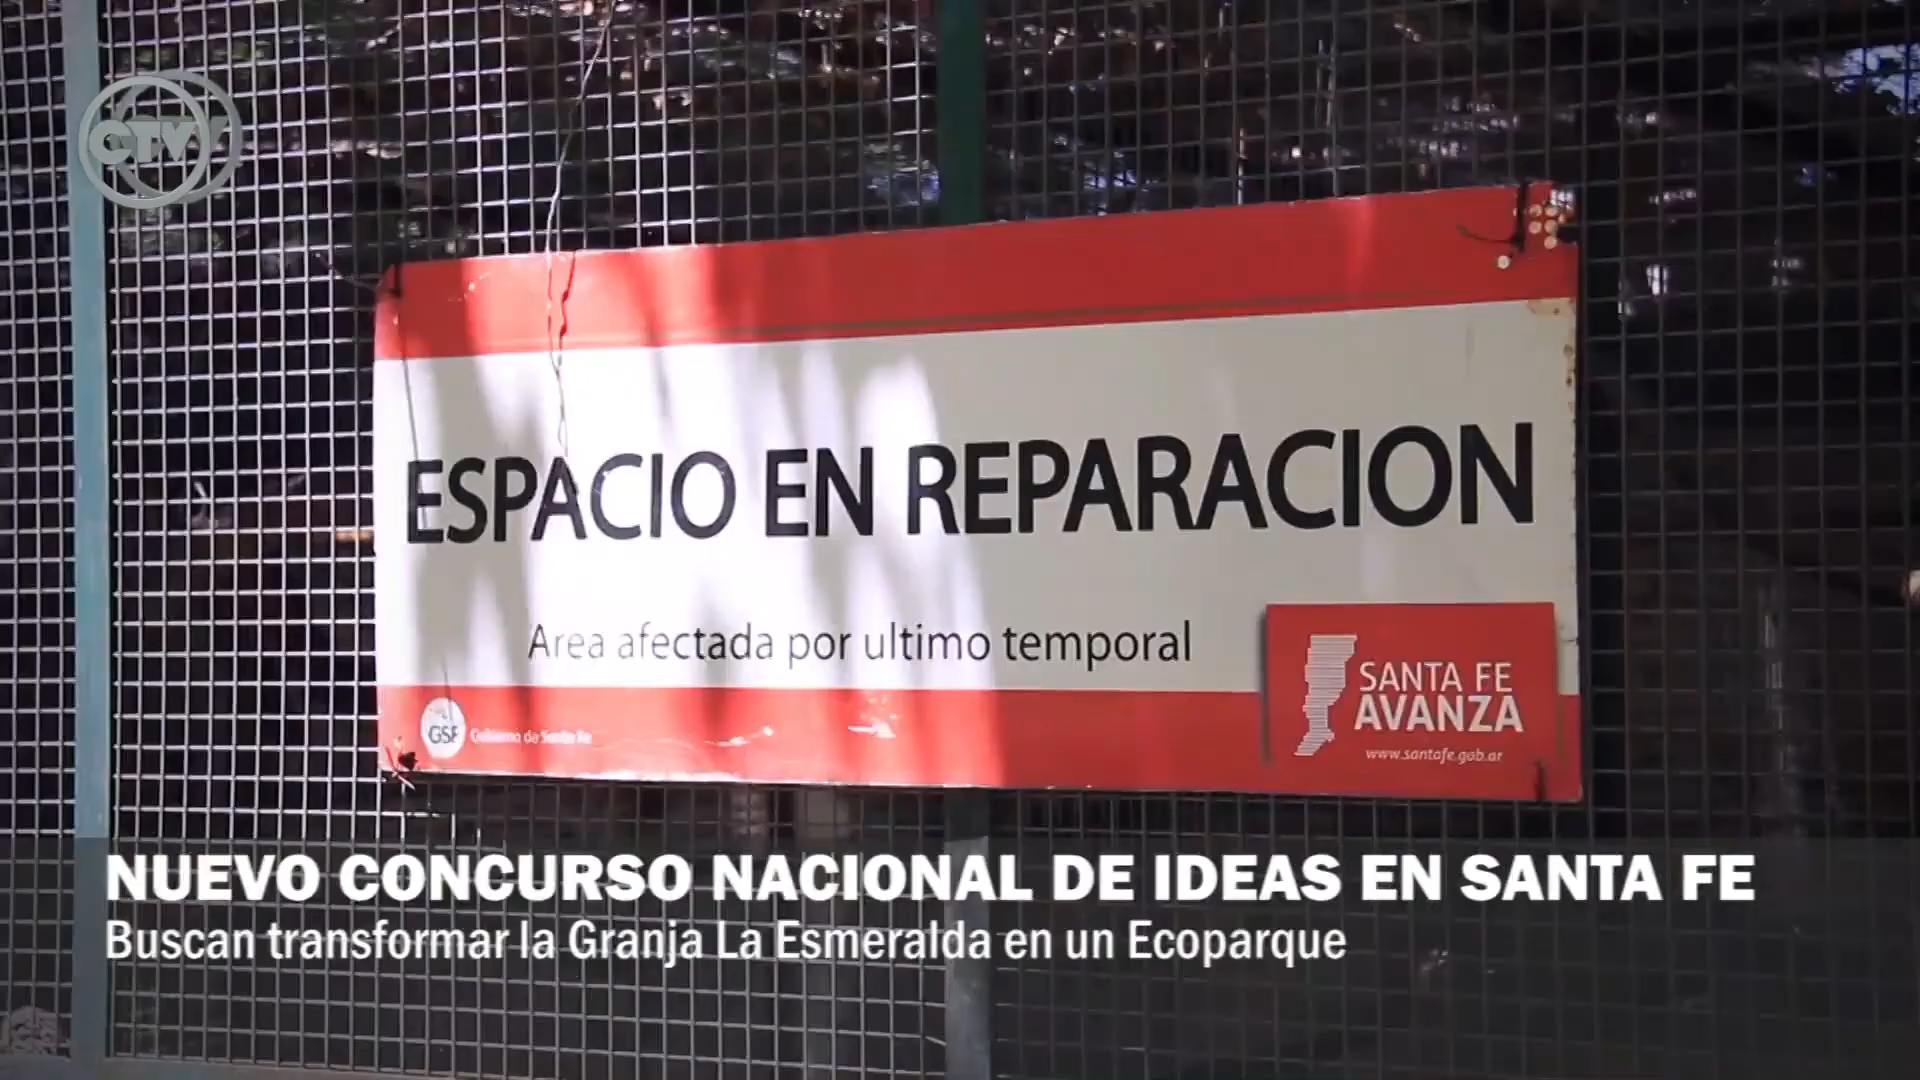 CTV
ESPACIO EN REPARACION
Area afectada por ultimo temporal
SANTA FE
AVANZA
www.santafe.gob.ar
GSF Gobierno de Santa Fe
NUEVO CONCURSO NACIONAL DE IDEAS EN SANTA FE
Buscan transformar la Granja La Esmeralda en un Ecoparque